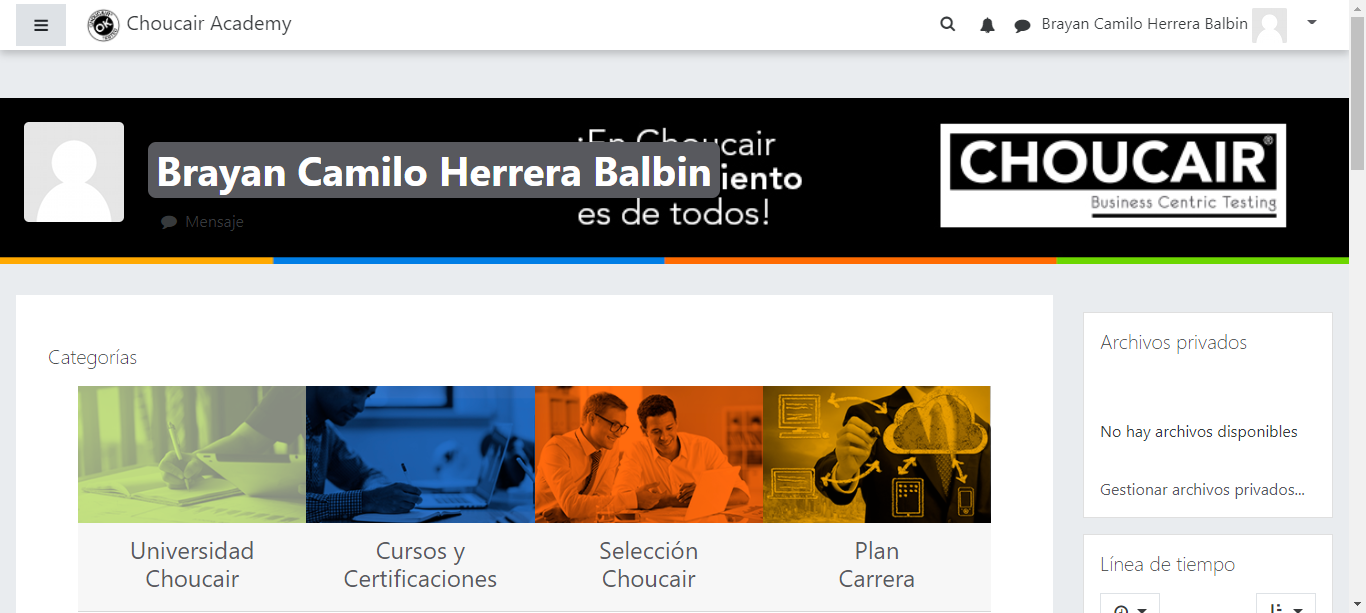 Choucair Academy
Brayan Camilo Herrera Balbin
¡En Choucair
Brayan Camilo Herrera Balbin
iento
es de todos!
Mensaje
CHOUCAIR®
Business Centric Testing
Categorías
Universidad
Choucair
Cursos y
Certificaciones
Selección
Choucair
Plan
Carrera
Archivos privados
No hay archivos disponibles
Gestionar archivos privados...
Línea de tiempo